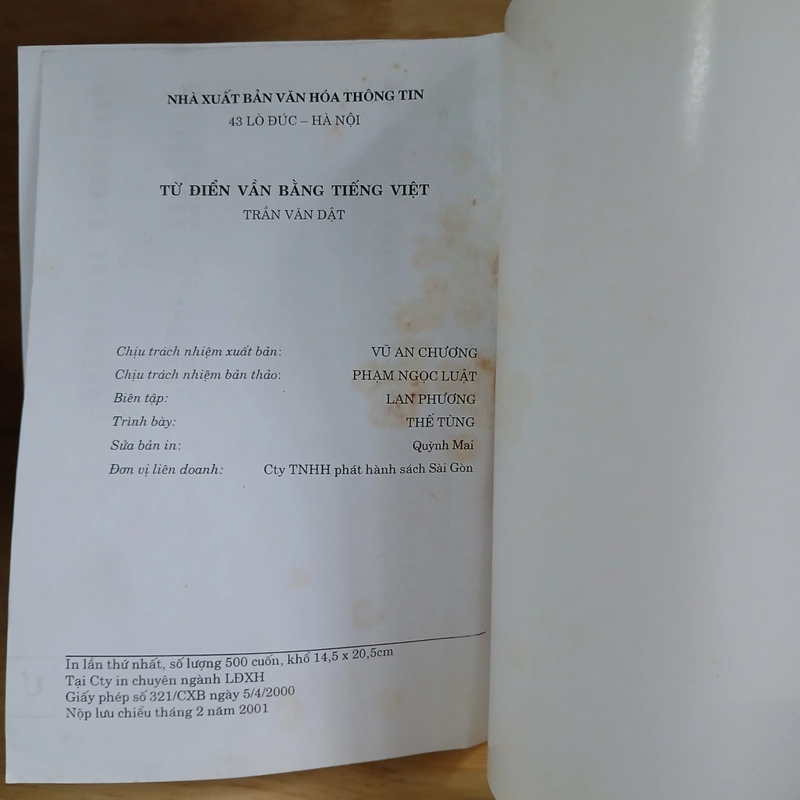 NHÀ XUẤT BẢN VĂN HÓA THÔNG TIN
43 LÒ ĐÚC – HÀ NỘI
TỪ ĐIỂN VẦN BẰNG TIẾNG VIỆT
TRẦN VĂN DẬT
Chịu trách nhiệm xuất bản: VŨ AN CHƯƠNG
Chịu trách nhiệm bản thảo: PHẠM NGỌC LUẬT
Biên tập: LAN PHƯƠNG
Trình bày: THẾ TÙNG
Sửa bản in: Quỳnh Mai
Đơn vị liên doanh: Cty TNHH phát hành sách Sài Gòn
In lần thứ nhất, số lượng 500 cuốn, khổ 14,5 x 20,5cm
Tại Cty in chuyên ngành LĐXH
Giấy phép số 321/CXB ngày 5/4/2000
Nộp lưu chiểu tháng 2 năm 2001